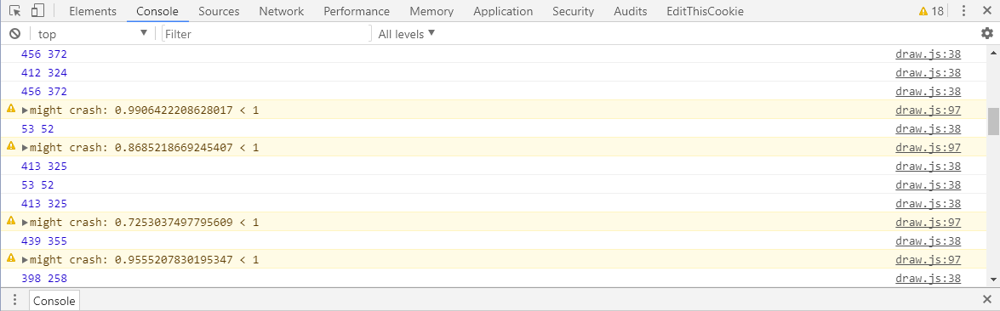 Elements Console Sources Network Performance Memory Application Security Audits EditThisCookie 18
top Filter All levels
456 372 draw.js:38
412 324 draw.js:38
456 372 draw.js:38
might crash: 0.9906422208628017 < 1 draw.js:97
53 52 draw.js:38
might crash: 0.8685218669245407 < 1 draw.js:97
413 325 draw.js:38
53 52 draw.js:38
413 325 draw.js:38
might crash: 0.7253037497795609 < 1 draw.js:97
439 355 draw.js:38
might crash: 0.9555207830195347 < 1 draw.js:97
398 258 draw.js:38
Console